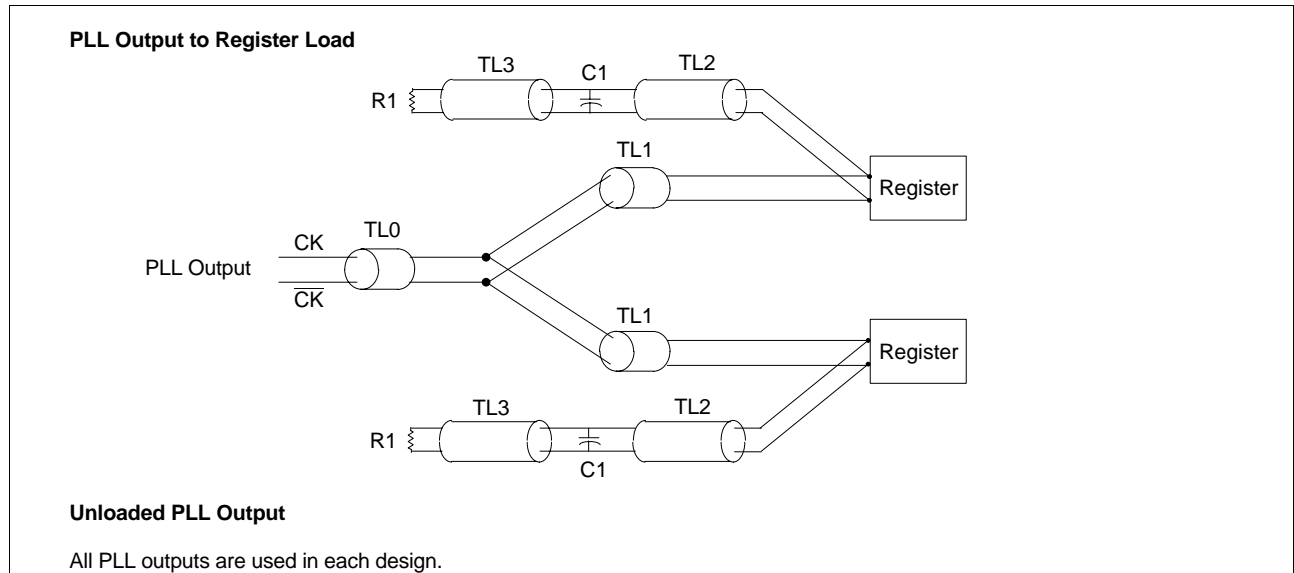 PLL Output to Register Load
TL3
C1
TL2
R1
TL1
Register
TL0
CK
PLL Output
C̅K̅
TL1
Register
TL3
TL2
R1
C1
Unloaded PLL Output
All PLL outputs are used in each design.